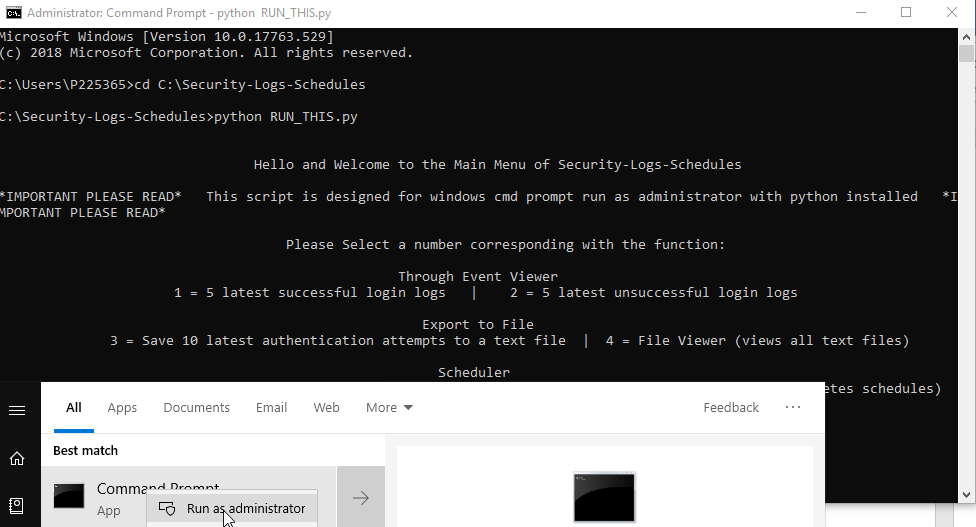 Administrator: Command Prompt - python  RUN_THIS.py
Microsoft Windows [Version 10.0.17763.529]
(c) 2018 Microsoft Corporation. All rights reserved.
C:\Users\P225365>cd C:\Security-Logs-Schedules
C:\Security-Logs-Schedules>python RUN_THIS.py
Hello and Welcome to the Main Menu of Security-Logs-Schedules
*IMPORTANT PLEASE READ*   This script is designed for windows cmd prompt run as administrator with python installed   *I
MPORTANT PLEASE READ*
Please Select a number corresponding with the function:
Through Event Viewer
1 = 5 latest successful login logs   |    2 = 5 latest unsuccessful login logs
Export to File
3 = Save 10 latest authentication attempts to a text file  |  4 = File Viewer (views all text files)
Scheduler
etes schedules)
All Apps Documents Email Web More Feedback ...
Best match
Command Prompt
App
Run as administrator